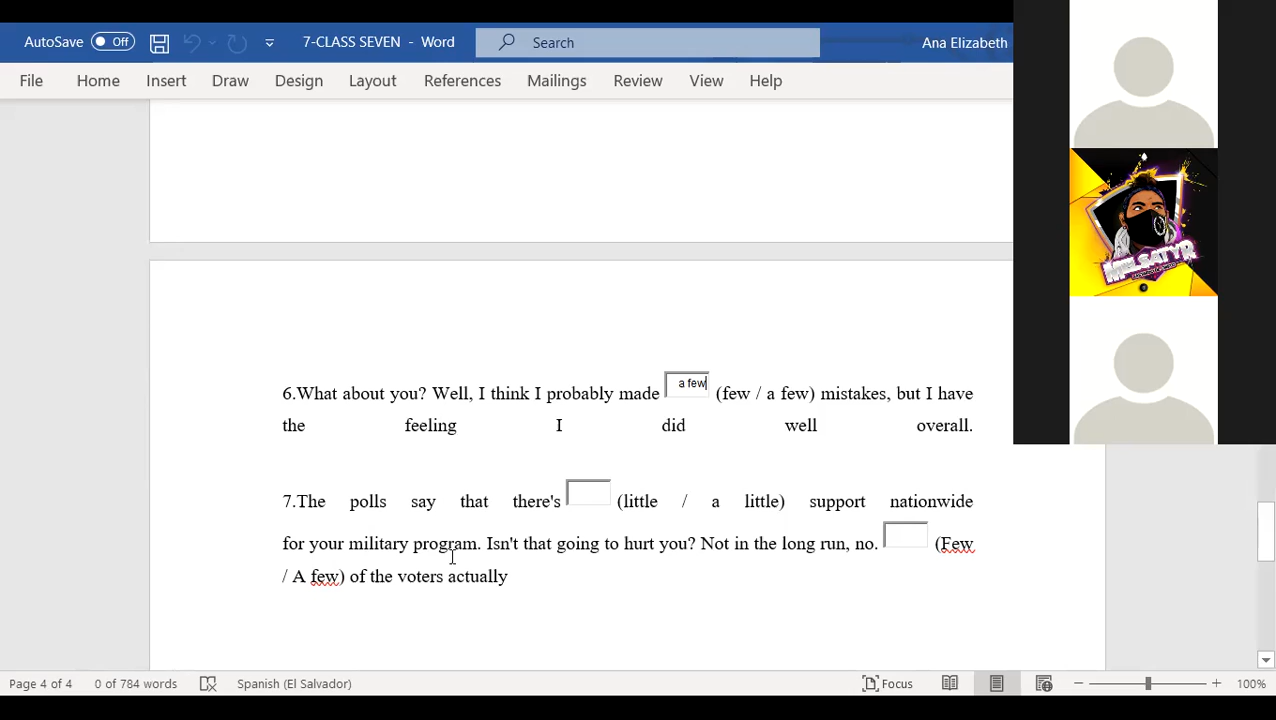 AutoSave Off 7-CLASS SEVEN - Word Search Ana Elizabeth
File Home Insert Draw Design Layout References Mailings Review View Help
6.What about you? Well, I think I probably made a few (few / a few) mistakes, but I have
the feeling I did well overall.
7.The polls say that there's (little / a little) support nationwide
for your military program. Isn't that going to hurt you? Not in the long run, no. (Few
/ A few) of the voters actually
MELSATYR
Page 4 of 4 0 of 784 words Spanish (El Salvador) Focus 100%